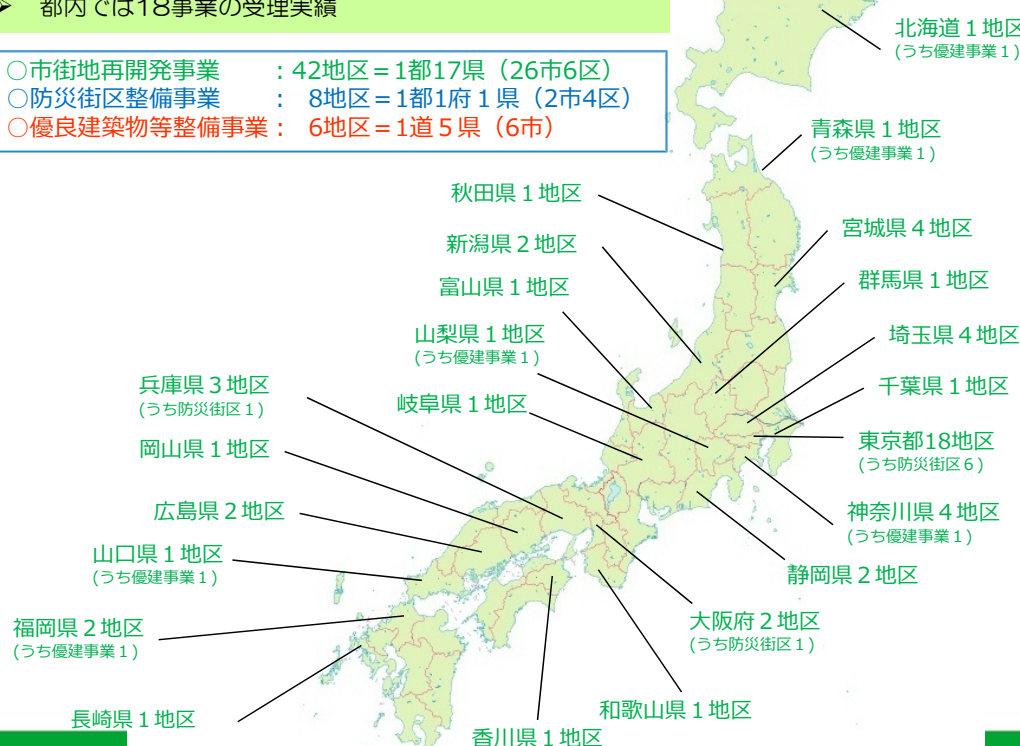 ➤ 都内では18事業の受理実績
○市街地再開発事業 : 42地区=1都17県(26市6区)
○防災街区整備事業 : 8地区=1都1府1県(2市4区)
○優良建築物等整備事業: 6地区=1道5県(6市)
北海道1地区
(うち優建事業1)
青森県1地区
(うち優建事業1)
秋田県1地区
宮城県4地区
新潟県2地区
群馬県1地区
富山県1地区
山梨県1地区
(うち優建事業1)
埼玉県4地区
兵庫県3地区
(うち防災街区1)
岐阜県1地区
千葉県1地区
岡山県1地区
東京都18地区
(うち防災街区6)
広島県2地区
神奈川県4地区
(うち優建事業1)
山口県1地区
(うち優建事業1)
静岡県2地区
福岡県2地区
(うち優建事業1)
大阪府2地区
(うち防災街区1)
長崎県1地区
和歌山県1地区
香川県1地区